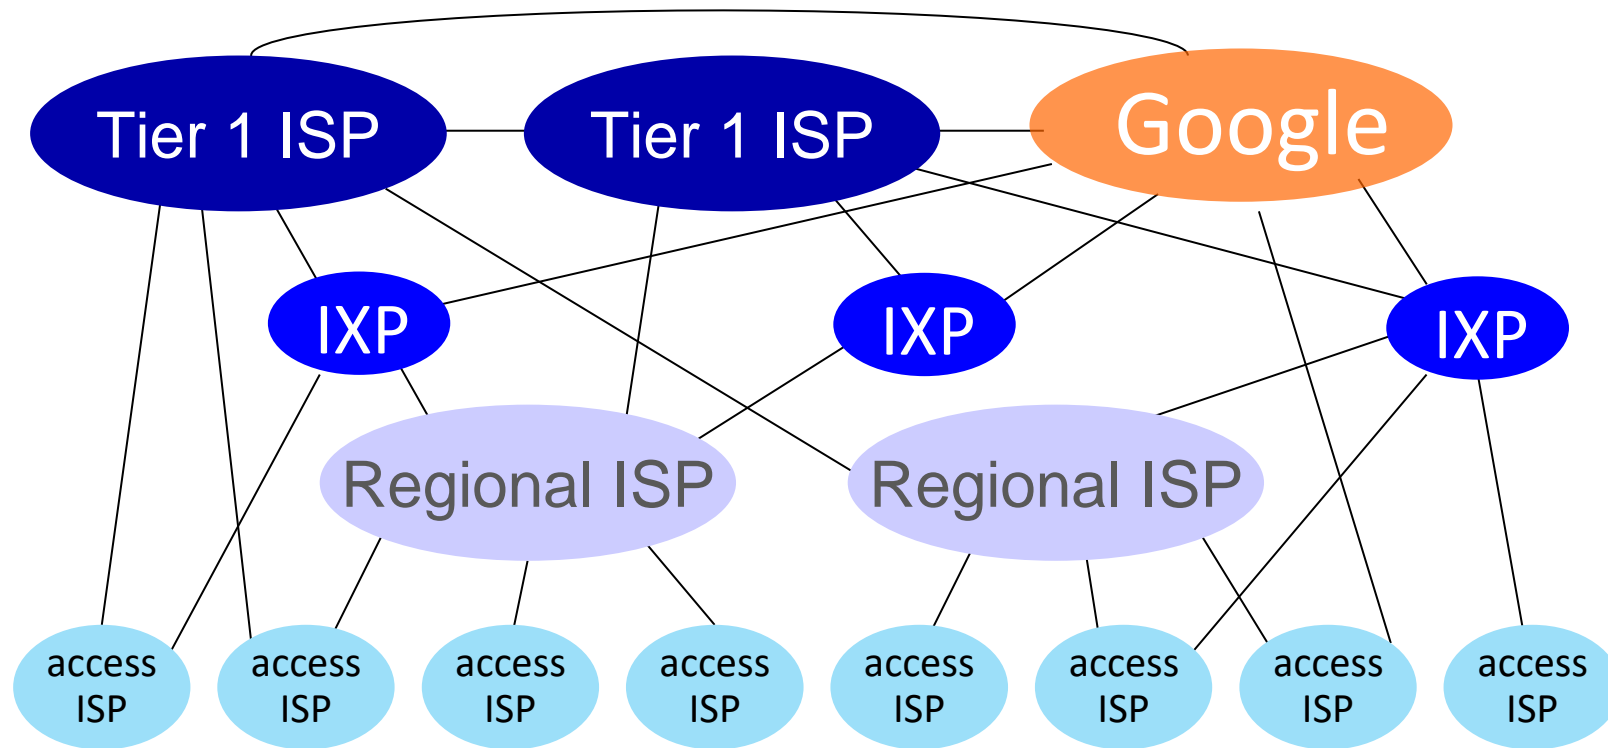 Tier 1 ISP
Tier 1 ISP
Google
IXP
IXP
IXP
Regional ISP
Regional ISP
access
ISP
access
ISP
access
ISP
access
ISP
access
ISP
access
ISP
access
ISP
access
ISP